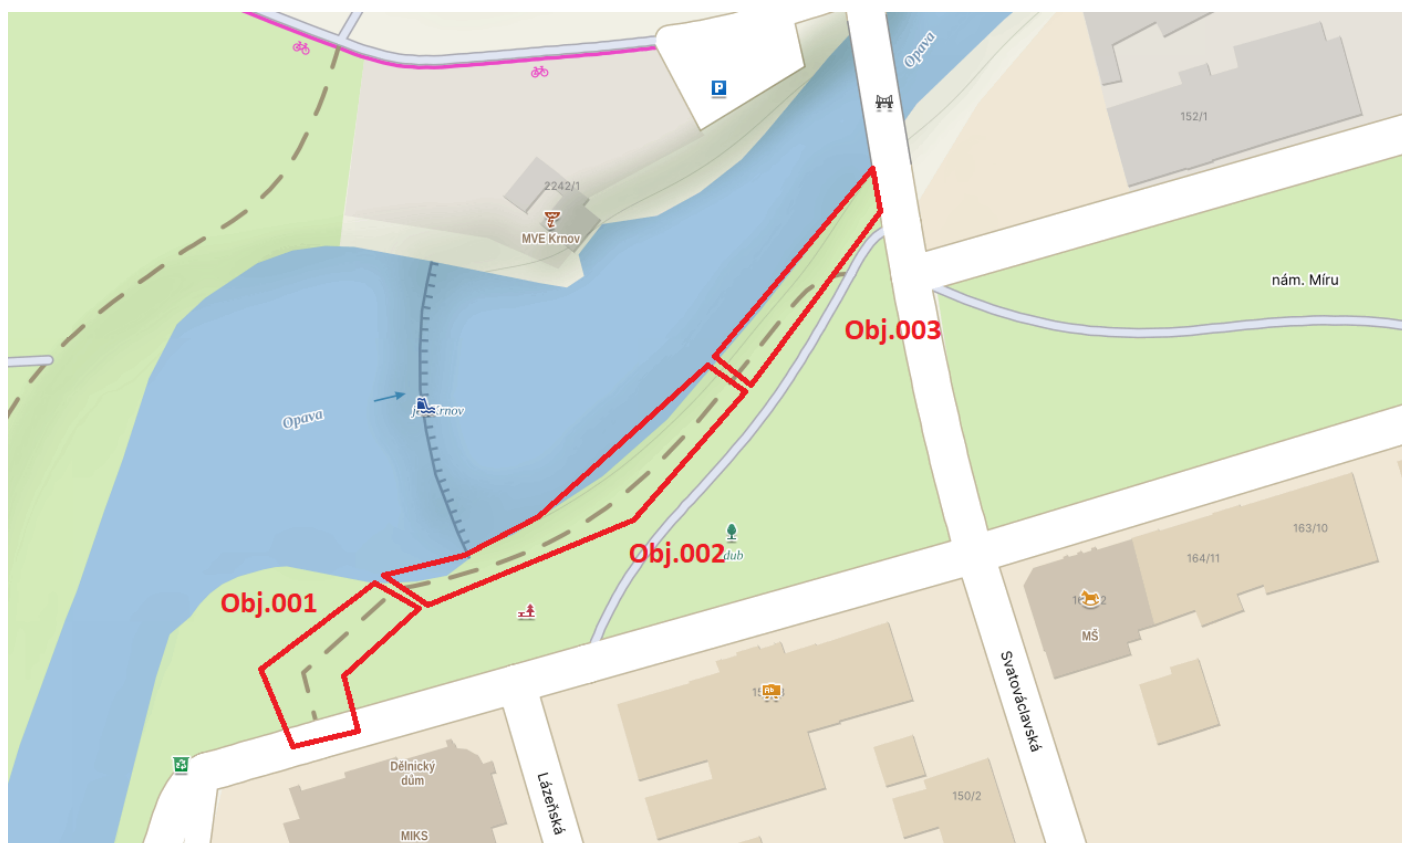 Opava
152/1
2242/1
MVE Krnov
nám. Míru
Obj.003
Opava
Obj.002
dub
163/10
164/11
Obj.001
MŠ
Svatováclavská
Dělnický
dům
Lázeňská
150/2
MIKS